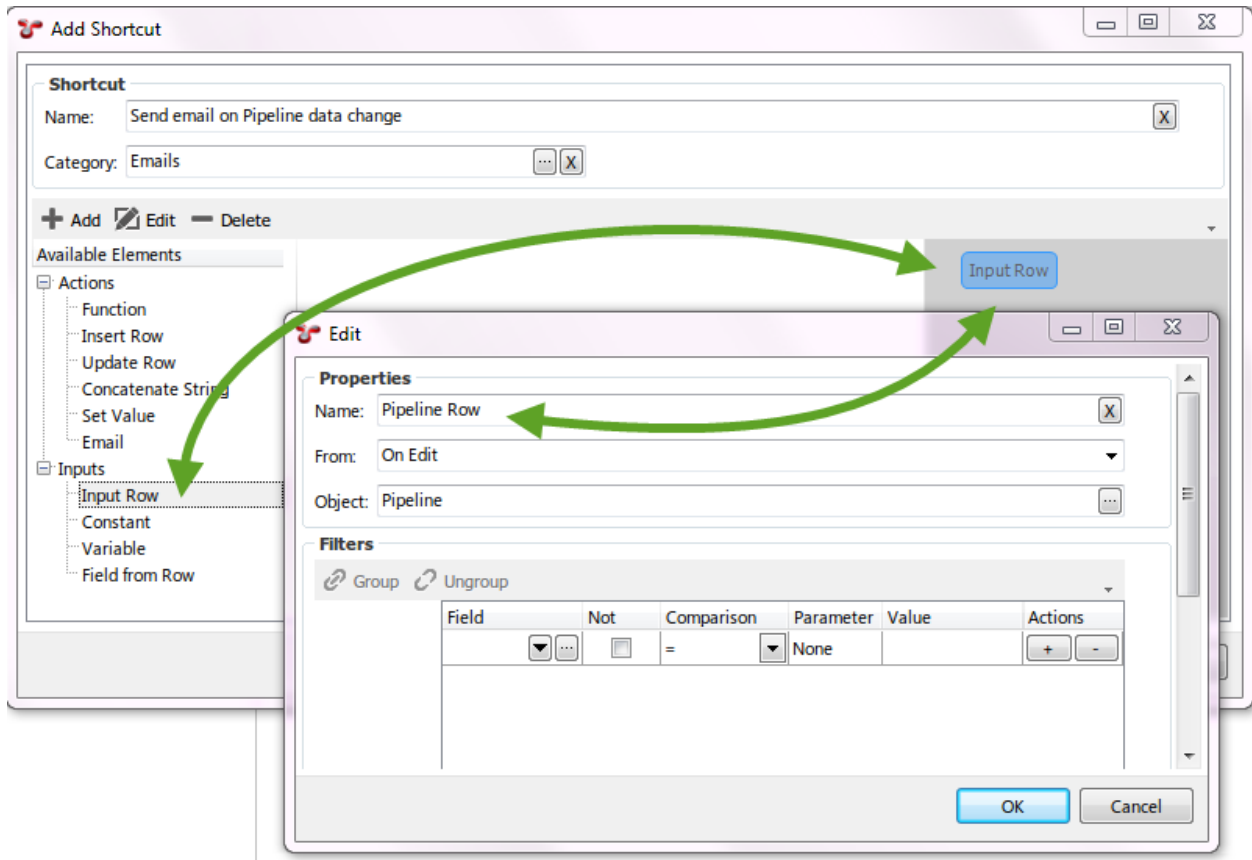 Add Shortcut
X
Shortcut
Name: Send email on Pipeline data change X
Category: Emails ... X
Add Edit Delete
Available Elements
Input Row
Actions
Function
Insert Row
Edit
Update Row
Properties
Concatenate String
Name: Pipeline Row X
Set Value
Email
From: On Edit
Inputs
Input Row
Object: Pipeline ...
Constant
Variable
Filters
Field from Row
Group Ungroup
Field Not Comparison Parameter Value Actions
... = None + -
OK Cancel